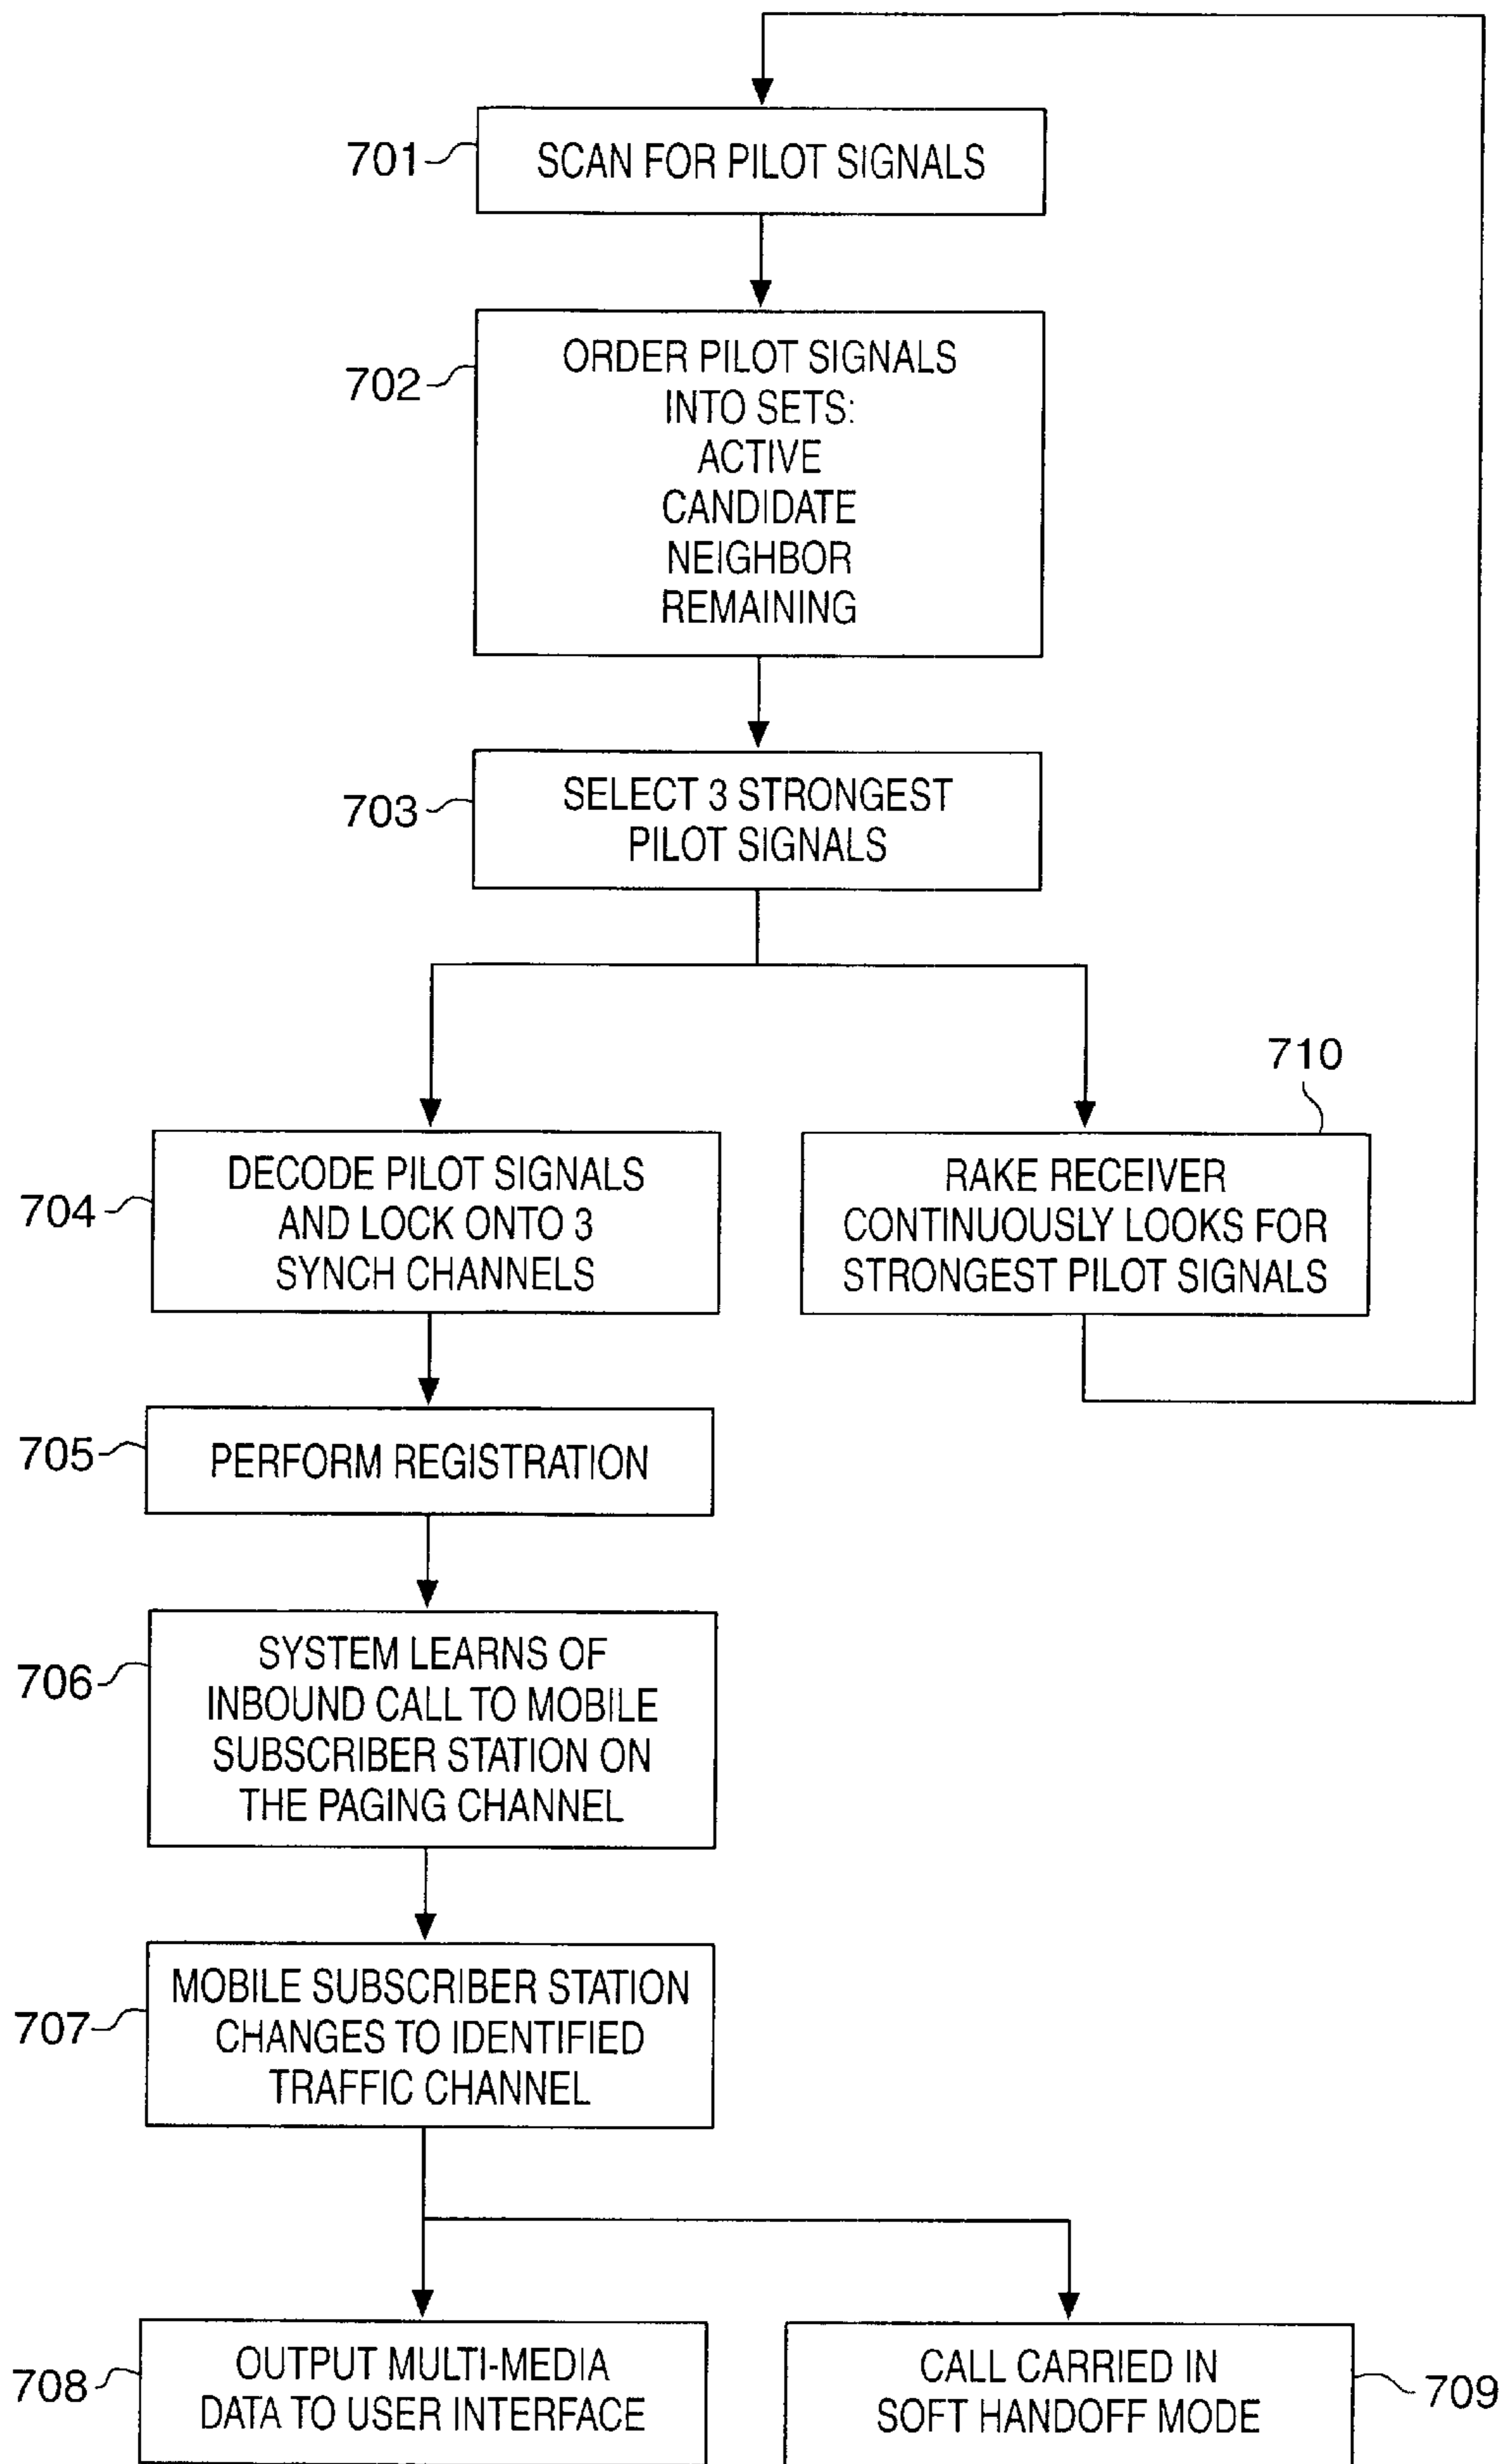 701
SCAN FOR PILOT SIGNALS
702
ORDER PILOT SIGNALS
INTO SETS:
ACTIVE
CANDIDATE
NEIGHBOR
REMAINING
703
SELECT 3 STRONGEST
PILOT SIGNALS
704
DECODE PILOT SIGNALS
AND LOCK ONTO 3
SYNCH CHANNELS
710
RAKE RECEIVER
CONTINUOUSLY LOOKS FOR
STRONGEST PILOT SIGNALS
705
PERFORM REGISTRATION
706
SYSTEM LEARNS OF
INBOUND CALL TO MOBILE
SUBSCRIBER STATION ON
THE PAGING CHANNEL
707
MOBILE SUBSCRIBER STATION
CHANGES TO IDENTIFIED
TRAFFIC CHANNEL
708
OUTPUT MULTI-MEDIA
DATA TO USER INTERFACE
CALL CARRIED IN
SOFT HANDOFF MODE
709